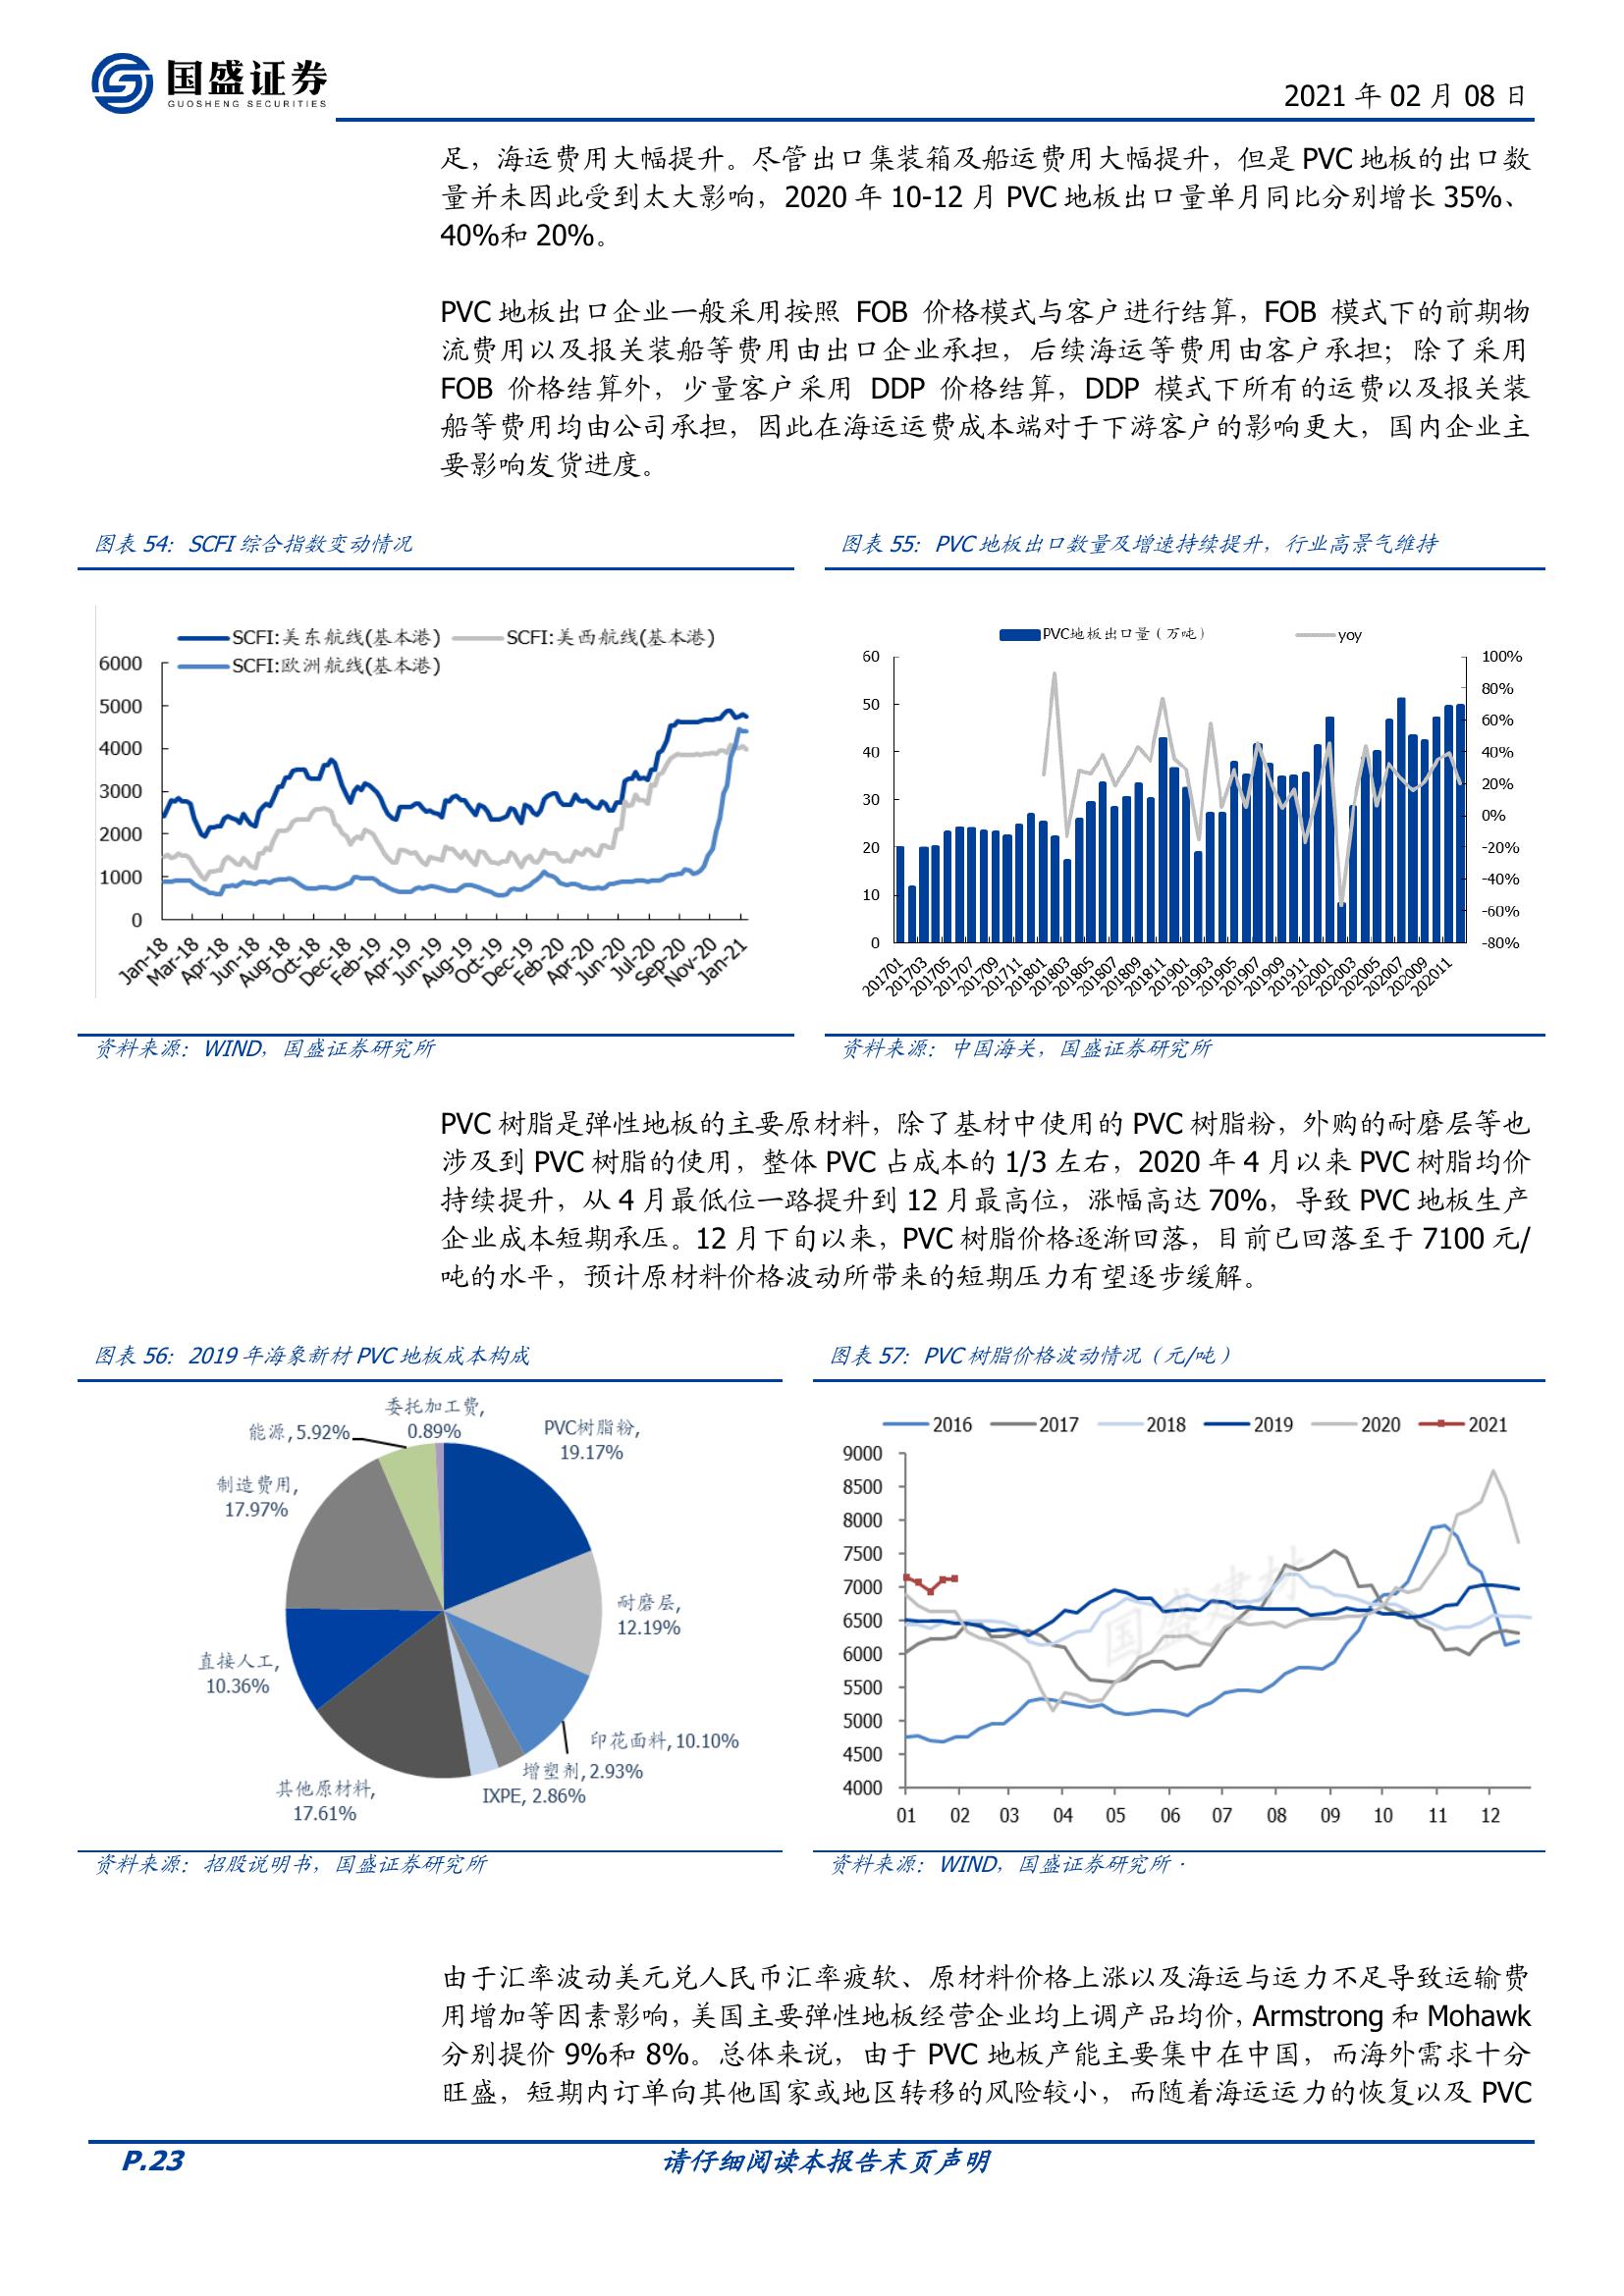 国盛证券
GUOSHENG SECURITIES
2021 年 02 月 08 日
足，海运费用大幅提升。尽管出口集装箱及船运费用大幅提升，但是 PVC 地板的出口数
量并未因此受到太大影响，2020 年 10-12 月 PVC 地板出口量单月同比分别增长 35%、
40%和 20%。
PVC 地板出口企业一般采用按照 FOB 价格模式与客户进行结算，FOB 模式下的前期物
流费用以及报关装船等费用由出口企业承担，后续海运等费用由客户承担；除了采用
FOB 价格结算外，少量客户采用 DDP 价格结算，DDP 模式下所有的运费以及报关装
船等费用均由公司承担，因此在海运运费成本端对于下游客户的影响更大，国内企业主
要影响发货进度。
图表 54：SCFI 综合指数变动情况
SCFI:美东航线(基本港) SCFI:美西航线(基本港)
SCFI:欧洲航线(基本港)
6000
5000
4000
3000
2000
1000
0
Jan-18 Mar-18 Apr-18 Jun-18 Aug-18 Oct-18 Dec-18 Feb-19 Apr-19 Jun-19 Aug-19 Oct-19 Dec-19 Feb-20 Apr-20 Jun-20 Jul-20 Sep-20 Nov-20 Jan-21
资料来源：WIND，国盛证券研究所
图表 55：PVC 地板出口数量及增速持续提升，行业高景气维持
PVC地板出口量（万吨） yoy
60
50
40
30
20
10
0
100%
80%
60%
40%
20%
0%
-20%
-40%
-60%
-80%
201701 201703 201705 201707 201709 201711 201801 201803 201805 201807 201809 201811 201901 201903 201905 201907 201909 201911 202001 202003 202005 202007 202009 202011
资料来源：中国海关，国盛证券研究所
PVC 树脂是弹性地板的主要原材料，除了基材中使用的 PVC 树脂粉，外购的耐磨层等也
涉及到 PVC 树脂的使用，整体 PVC 占成本的 1/3 左右，2020 年 4 月以来 PVC 树脂均价
持续提升，从 4 月最低位一路提升到 12 月最高位，涨幅高达 70%，导致 PVC 地板生产
企业成本短期承压。12 月下旬以来，PVC 树脂价格逐渐回落，目前已回落至于 7100 元/
吨的水平，预计原材料价格波动所带来的短期压力有望逐步缓解。
图表 56：2019 年海象新材 PVC 地板成本构成
委托加工费,
0.89%
能源, 5.92%
PVC树脂粉,
19.17%
制造费用,
17.97%
耐磨层,
12.19%
直接人工,
10.36%
印花面料, 10.10%
增塑剂, 2.93%
IXPE, 2.86%
其他原材料,
17.61%
资料来源：招股说明书，国盛证券研究所
图表 57：PVC 树脂价格波动情况（元/吨）
2016 2017 2018 2019 2020 2021
9000
8500
8000
7500
7000
6500
6000
5500
5000
4500
4000
01 02 03 04 05 06 07 08 09 10 11 12
国盛建材
资料来源：WIND，国盛证券研究所 ·
由于汇率波动美元兑人民币汇率疲软、原材料价格上涨以及海运与运力不足导致运输费
用增加等因素影响，美国主要弹性地板经营企业均上调产品均价，Armstrong 和 Mohawk
分别提价 9%和 8%。总体来说，由于 PVC 地板产能主要集中在中国，而海外需求十分
旺盛，短期内订单向其他国家或地区转移的风险较小，而随着海运运力的恢复以及 PVC
P.23
请仔细阅读本报告末页声明